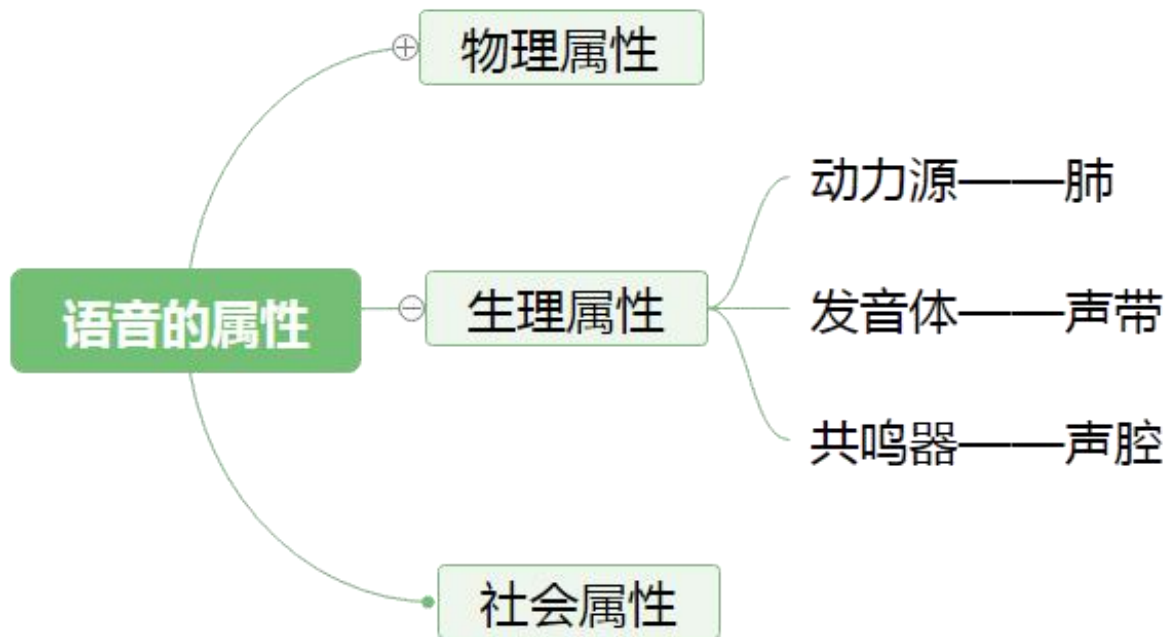 物理属性
动力源——肺
语音的属性
生理属性
发音体——声带
共鸣器——声腔
社会属性